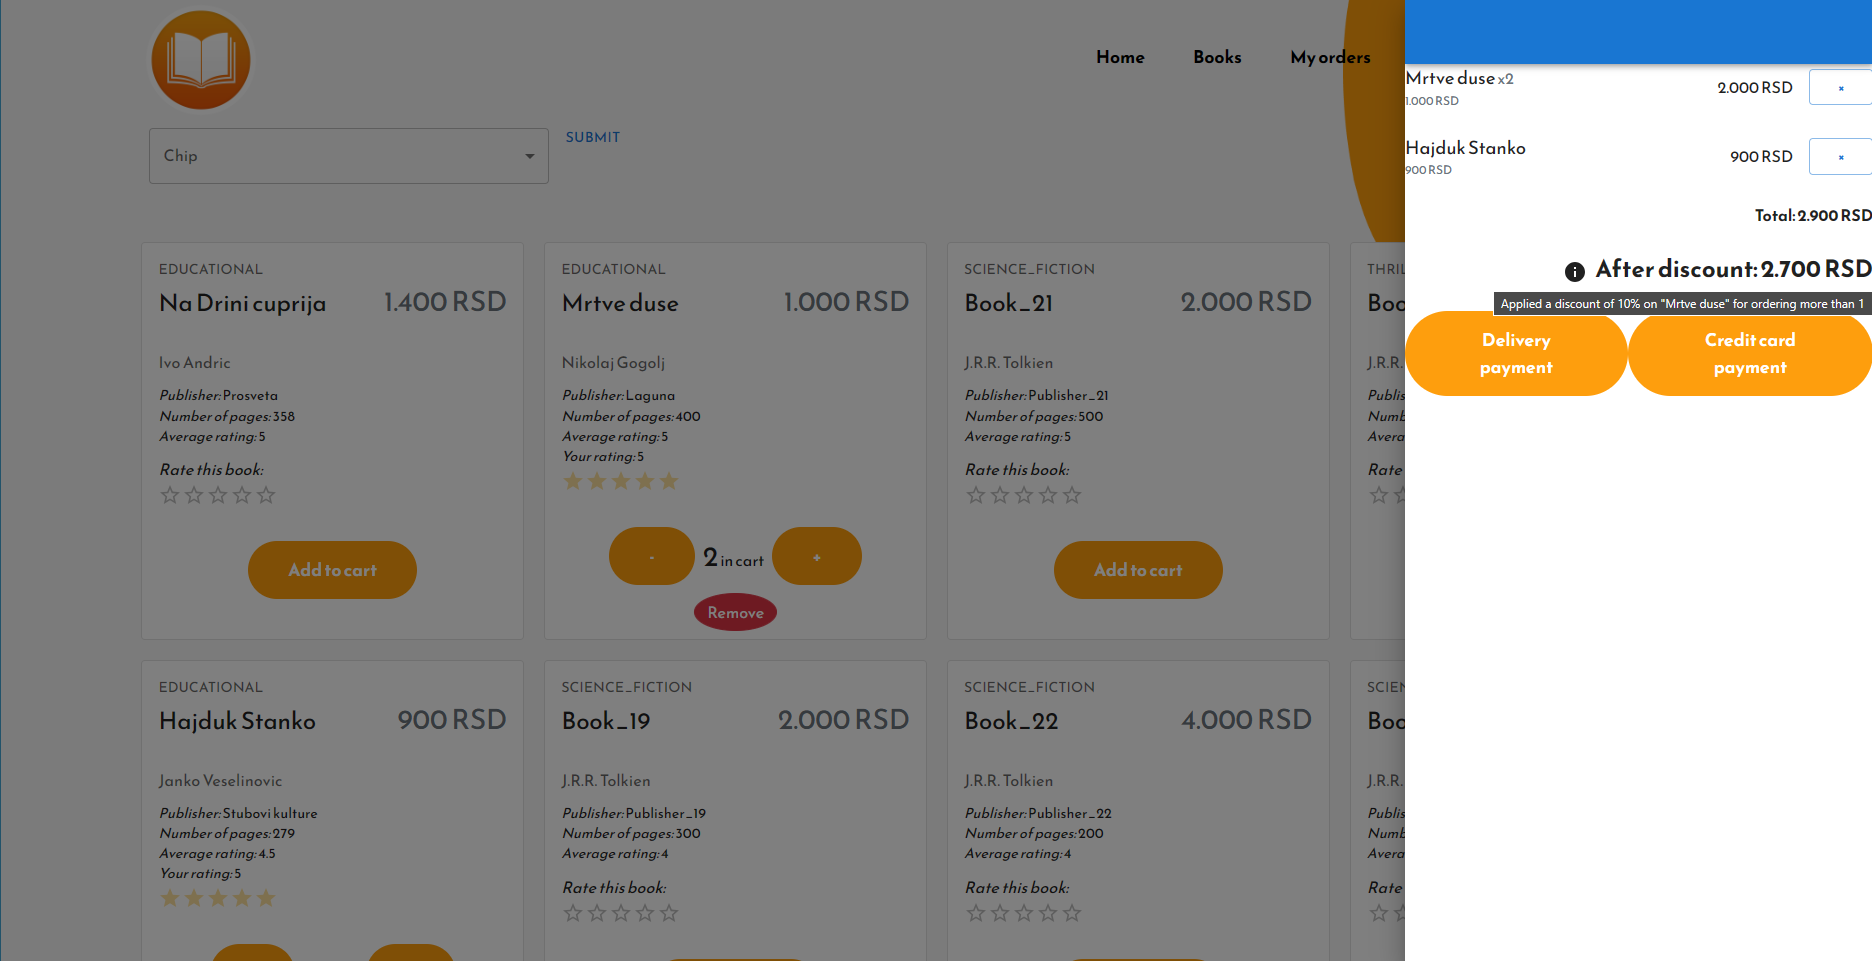 Home
Books
My orders
Chip
SUBMIT
EDUCATIONAL
Na Drini cuprija
1.400 RSD
Ivo Andric
Publisher: Prosveta
Number of pages: 358
Average rating: 5
Rate this book:
Add to cart
EDUCATIONAL
Mrtve duse
1.000 RSD
Nikolaj Gogolj
Publisher: Laguna
Number of pages: 400
Average rating: 5
Your rating: 5
-
2 in cart
+
Remove
SCIENCE_FICTION
Book_21
2.000 RSD
J.R.R. Tolkien
Publisher: Publisher_21
Number of pages: 500
Average rating: 5
Rate this book:
Add to cart
THRIL
Boo
J.R.R.
Publis
Numb
Avera
Rate
EDUCATIONAL
Hajduk Stanko
900 RSD
Janko Veselinovic
Publisher: Stubovi kulture
Number of pages: 279
Average rating: 4.5
Your rating: 5
SCIENCE_FICTION
Book_19
2.000 RSD
J.R.R. Tolkien
Publisher: Publisher_19
Number of pages: 300
Average rating: 4
Rate this book:
SCIENCE_FICTION
Book_22
4.000 RSD
J.R.R. Tolkien
Publisher: Publisher_22
Number of pages: 200
Average rating: 4
Rate this book:
SCIEN
Boo
J.R.R.
Publis
Numb
Avera
Rate
Mrtve duse x2
1.000 RSD
2.000 RSD
×
Hajduk Stanko
900 RSD
900 RSD
×
Total: 2.900 RSD
After discount: 2.700 RSD
Applied a discount of 10% on "Mrtve duse" for ordering more than 1
Delivery
payment
Credit card
payment